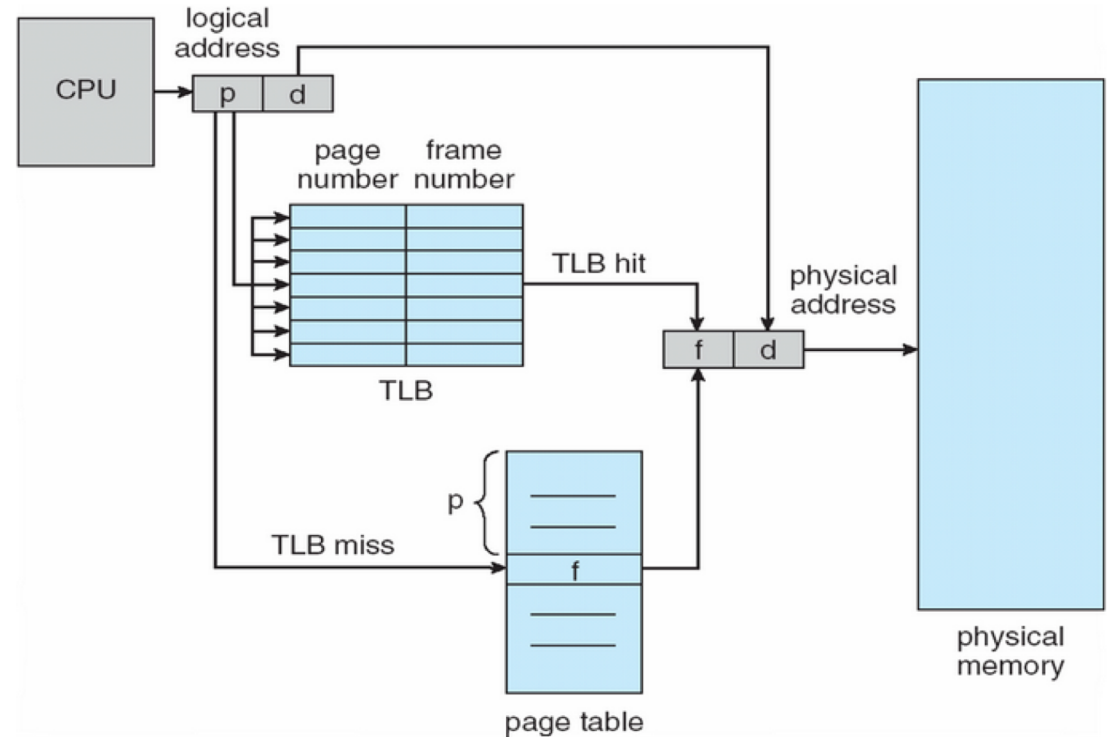 logical
address
CPU
p
d
page
number
frame
number
TLB hit
physical
address
f
d
TLB
p
TLB miss
f
physical
memory
page table